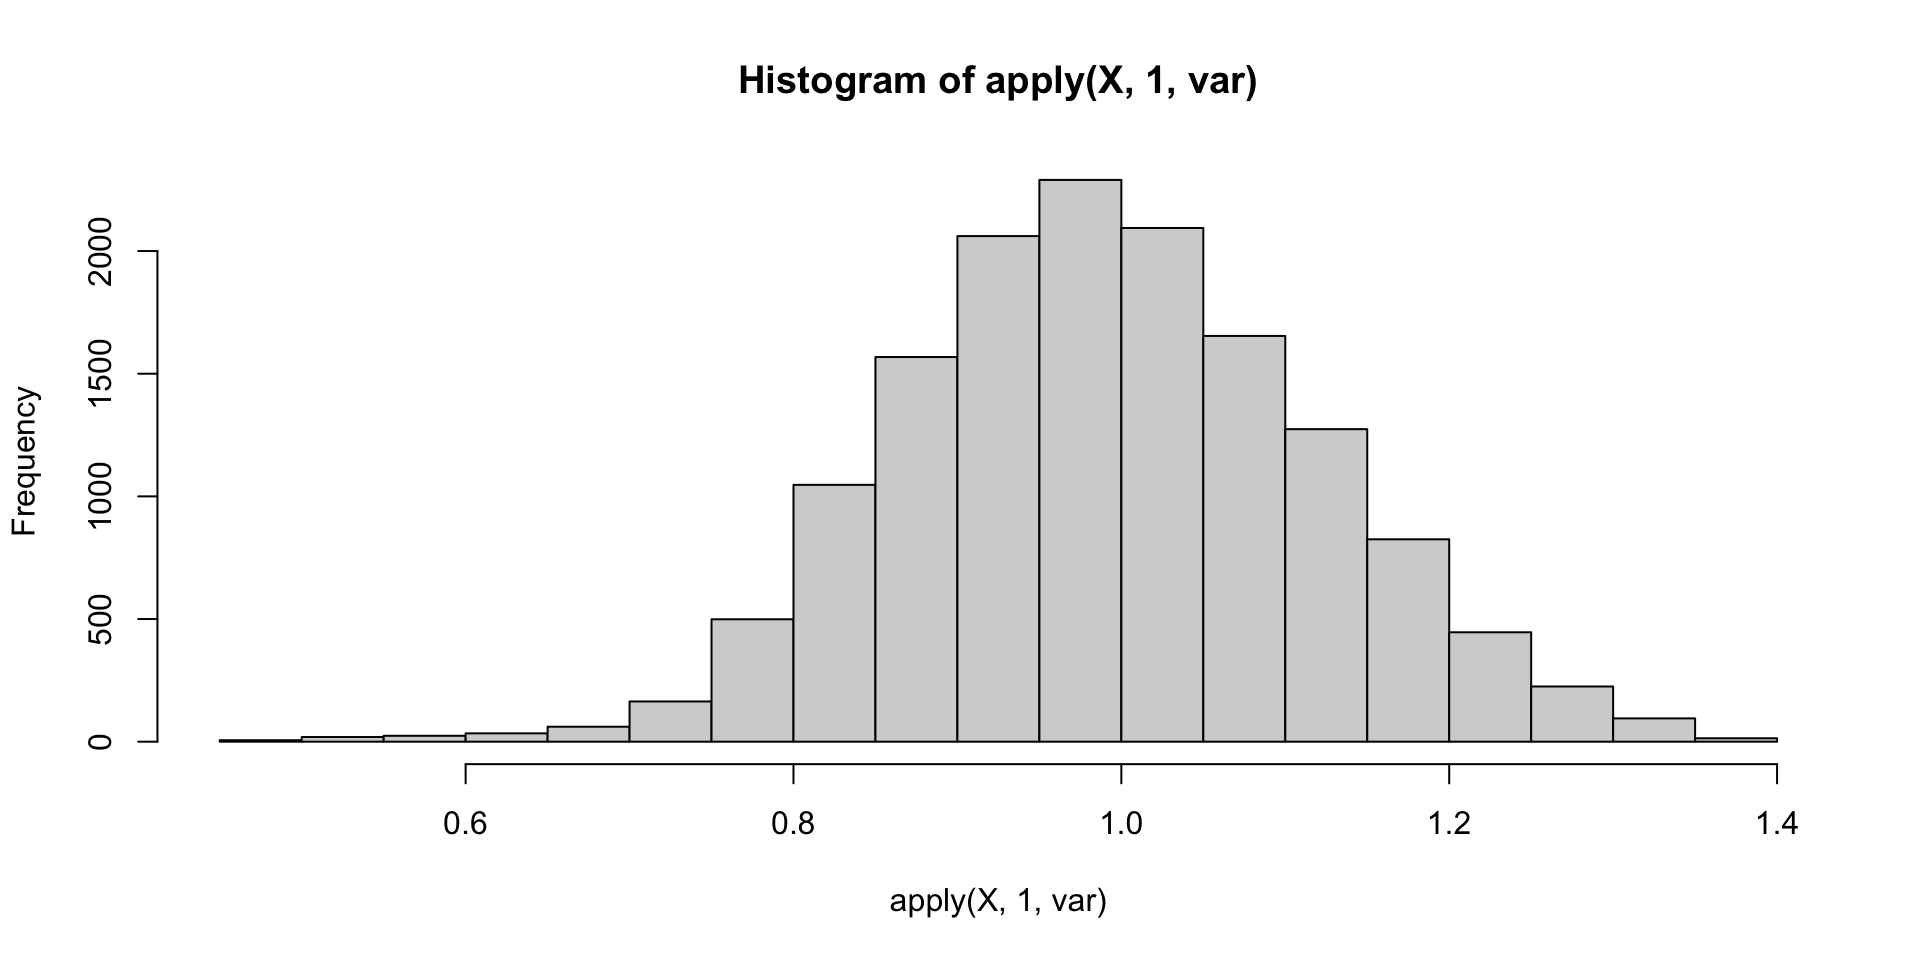 Histogram of apply(X, 1, var)
Frequency
2000
1500
1000
500
0
0.6 0.8 1.0 1.2 1.4
apply(X, 1, var)